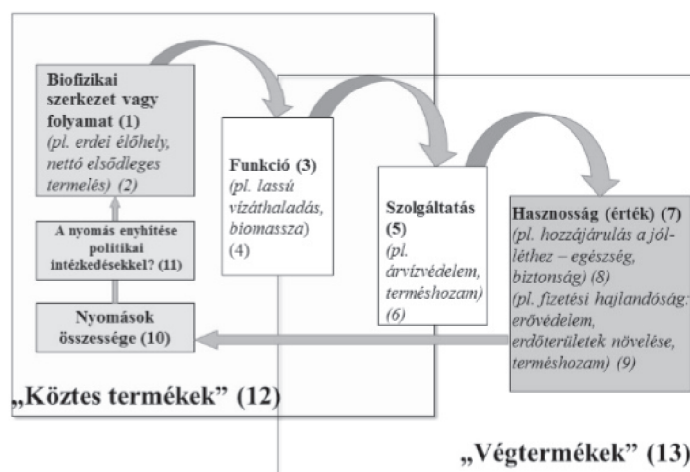 Biofizikai
szerkezet vagy
folyamat (1)
(pl. erdei élőhely,
nettó elsődleges
termelés) (2)
Funkció (3)
(pl. lassú
vízáthaladás,
biomassza)
(4)
Szolgáltatás
(5)
(pl.
árvízvédelem,
terméshozam)
(6)
Hasznosság (érték) (7)
(pl. hozzájárulás a jól-
léthez – egészség,
biztonság) (8)
(pl. fizetési hajlandóság:
erővédelem,
erdőterületek növelése,
terméshozam) (9)
A nyomás enyhítése
politikai
intézkedésekkel? (11)
Nyomások
összessége (10)
„Köztes termékek” (12)
„Végtermékek” (13)